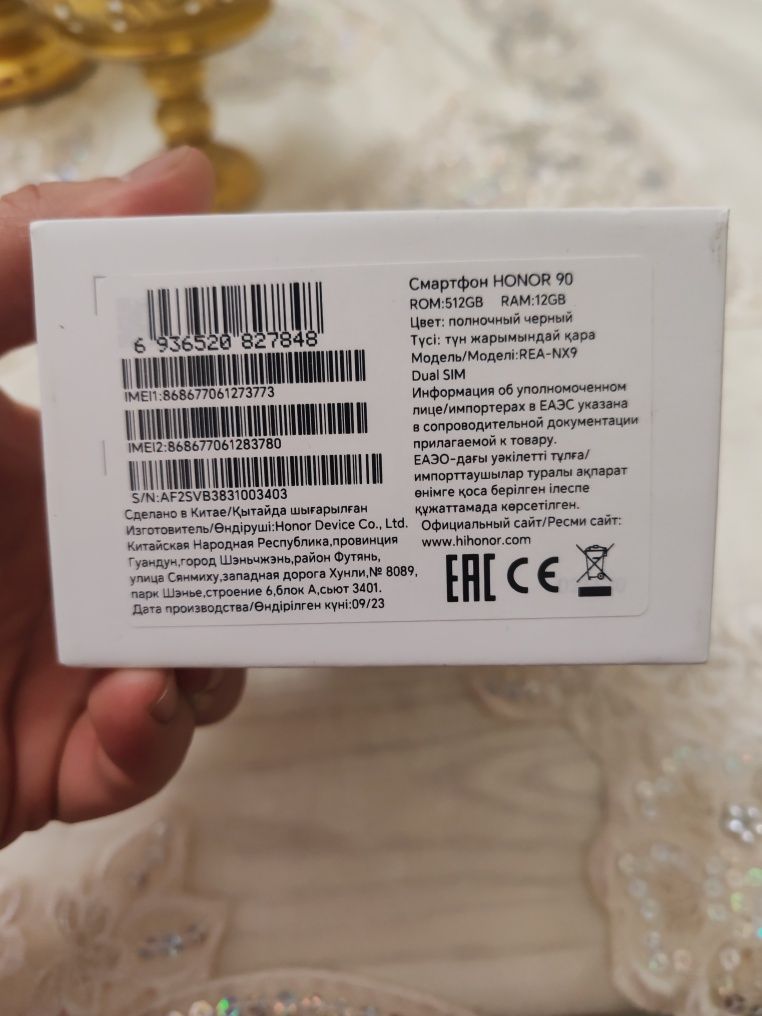 6 936520 827848
IMEI1:868677061273773
IMEI2:868677061283780
S/N:AF2SVB3831003403
Сделано в Китае/Қытайда шығарылған
Изготовитель/Өндіруші:Honor Device Co., Ltd.
Китайская Народная Республика,провинция
Гуандун,город Шэньчжэнь,район Футянь,
улица Сянмиху,западная дорога Хунли,№ 8089,
парк Шэнье,строение 6,блок А,сьют 3401.
Дата производства/Өндірілген күні:09/23
Смартфон HONOR 90
ROM:512GB RAM:12GB
Цвет: полночный черный
Түсі: түн жарымындай қара
Модель/Моделі:REA-NX9
Dual SIM
Информация об уполномоченном
лице/импортерах в ЕАЭС указана
в сопроводительной документации
прилагаемой к товару.
ЕАЭО-дағы уәкілетті тұлға/
импорттаушылар туралы ақпарат
өнімге қоса берілген ілеспе
құжаттамада көрсетілген.
Официальный сайт/Ресми сайт:
www.hihonor.com
EAC CE